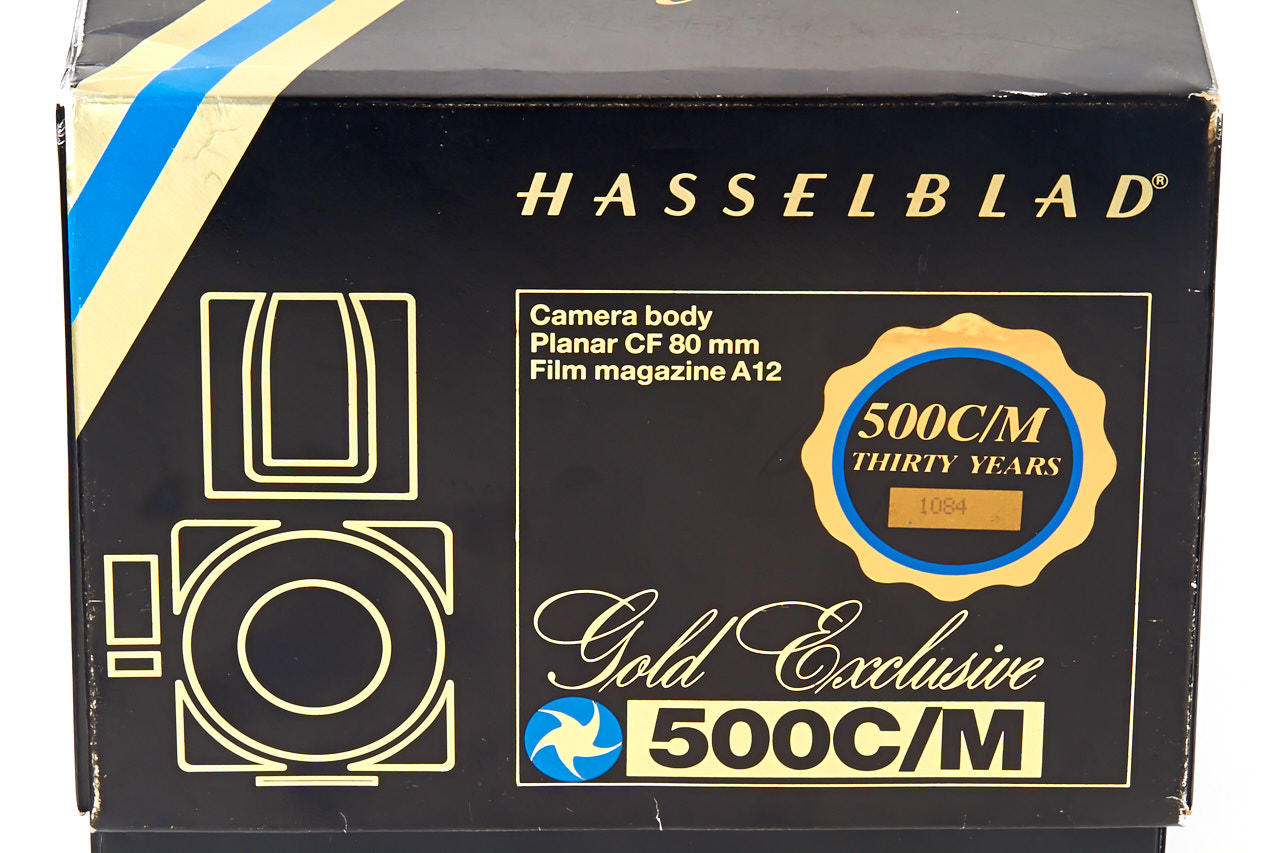 HASSELBLAD®
Camera body
Planar CF 80 mm
Film magazine A12
500C/M
THIRTY YEARS
1084
Gold Exclusive
500C/M